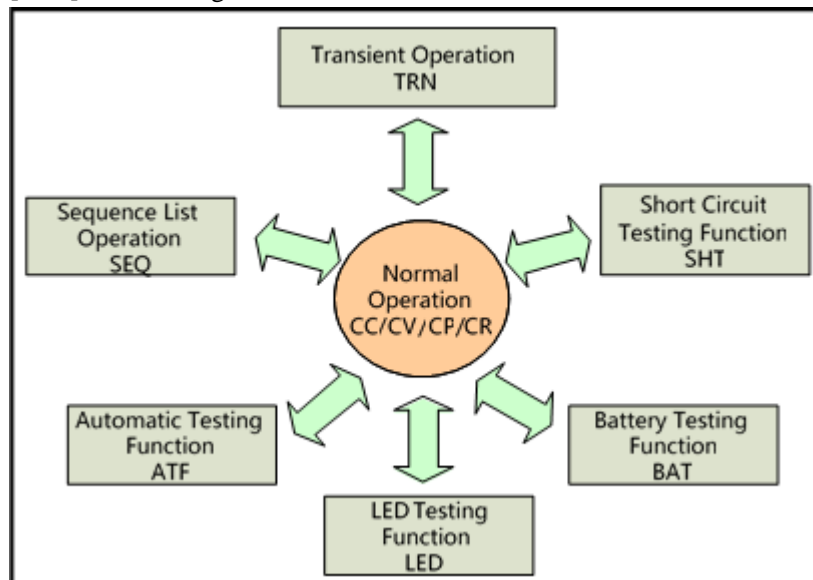 Transient Operation
TRN
Sequence List
Operation
SEQ
Short Circuit
Testing Function
SHT
Normal
Operation
CC/CV/CP/CR
Automatic Testing
Function
ATF
Battery Testing
Function
BAT
LED Testing
Function
LED